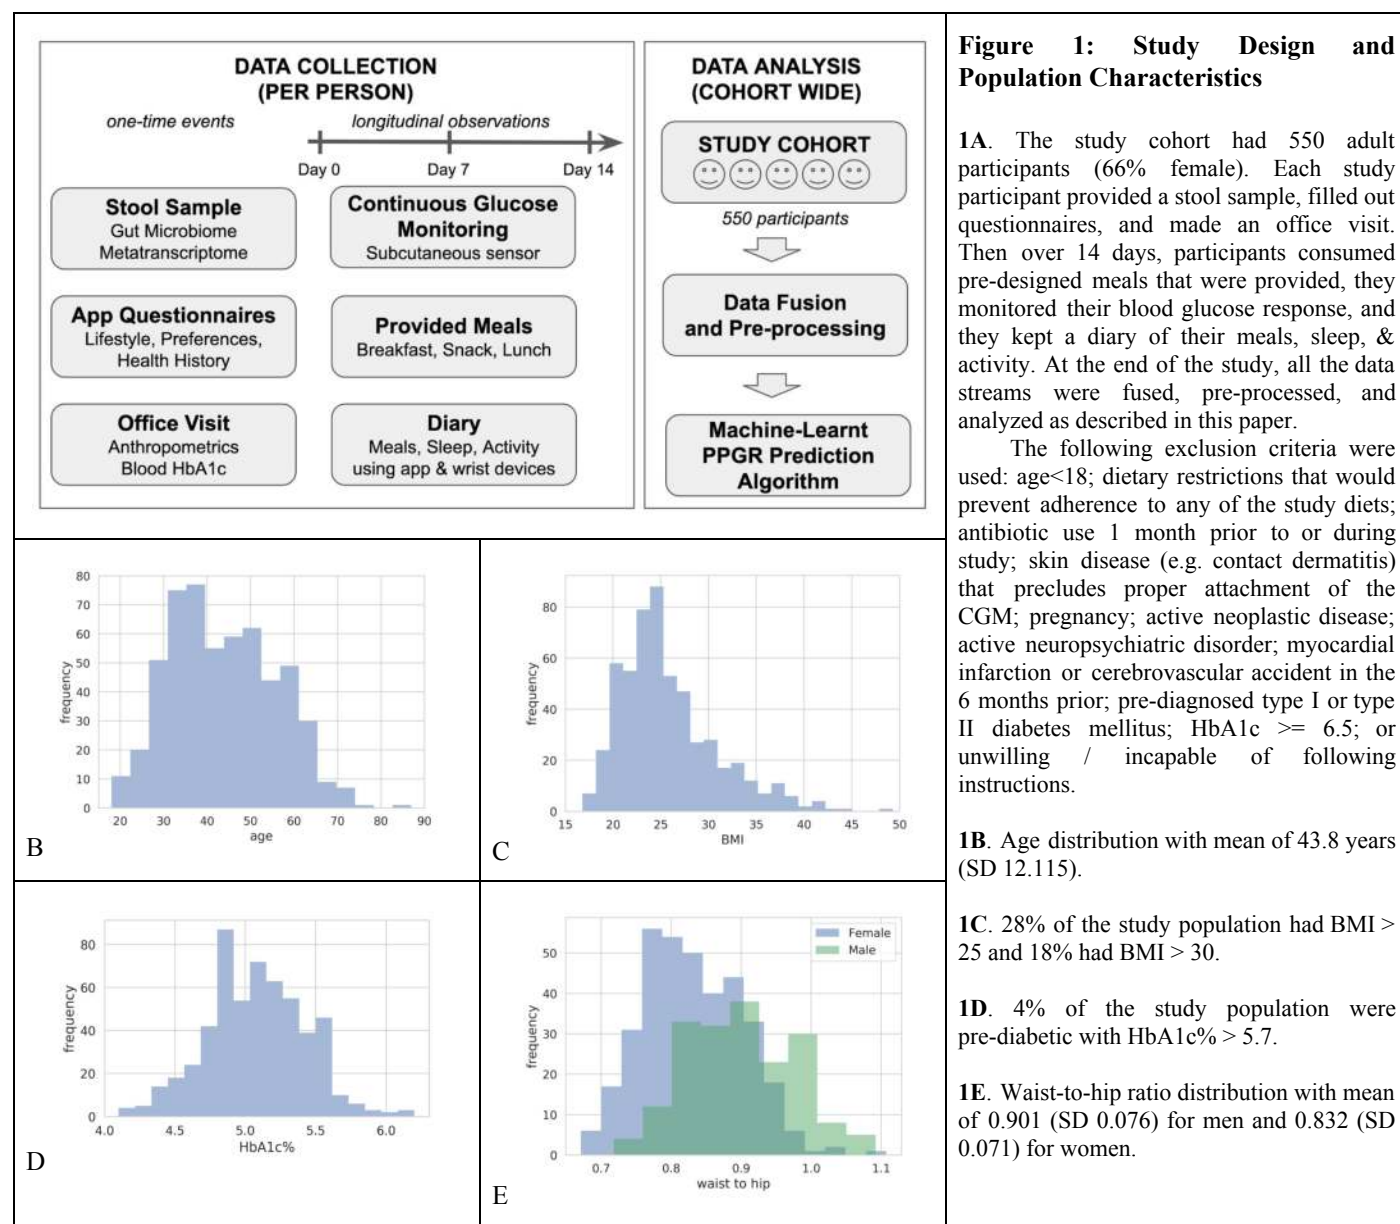 DATA COLLECTION
(PER PERSON)
one-time events
longitudinal observations
Day 0
Day 7
Day 14
Stool Sample
Gut Microbiome
Metatranscriptome
Continuous Glucose
Monitoring
Subcutaneous sensor
App Questionnaires
Lifestyle, Preferences,
Health History
Provided Meals
Breakfast, Snack, Lunch
Office Visit
Anthropometrics
Blood HbA1c
Diary
Meals, Sleep, Activity
using app & wrist devices
DATA ANALYSIS
(COHORT WIDE)
STUDY COHORT
550 participants
Data Fusion
and Pre-processing
Machine-Learnt
PPGR Prediction
Algorithm
80
70
60
50
40
30
20
10
0
frequency
20 30 40 50 60 70 80 90
age
B
80
60
40
20
0
frequency
15 20 25 30 35 40 45 50
BMI
C
80
60
40
20
0
frequency
4.0 4.5 5.0 5.5 6.0
HbA1c%
D
Female
Male
50
40
30
20
10
0
frequency
0.7 0.8 0.9 1.0 1.1
waist to hip
E
Figure 1: Study Design and
Population Characteristics
1A. The study cohort had 550 adult
participants (66% female). Each study
participant provided a stool sample, filled out
questionnaires, and made an office visit.
Then over 14 days, participants consumed
pre-designed meals that were provided, they
monitored their blood glucose response, and
they kept a diary of their meals, sleep, &
activity. At the end of the study, all the data
streams were fused, pre-processed, and
analyzed as described in this paper.
The following exclusion criteria were
used: age<18; dietary restrictions that would
prevent adherence to any of the study diets;
antibiotic use 1 month prior to or during
study; skin disease (e.g. contact dermatitis)
that precludes proper attachment of the
CGM; pregnancy; active neoplastic disease;
active neuropsychiatric disorder; myocardial
infarction or cerebrovascular accident in the
6 months prior; pre-diagnosed type I or type
II diabetes mellitus; HbA1c >= 6.5; or
unwilling / incapable of following
instructions.
1B. Age distribution with mean of 43.8 years
(SD 12.115).
1C. 28% of the study population had BMI >
25 and 18% had BMI > 30.
1D. 4% of the study population were
pre-diabetic with HbA1c% > 5.7.
1E. Waist-to-hip ratio distribution with mean
of 0.901 (SD 0.076) for men and 0.832 (SD
0.071) for women.